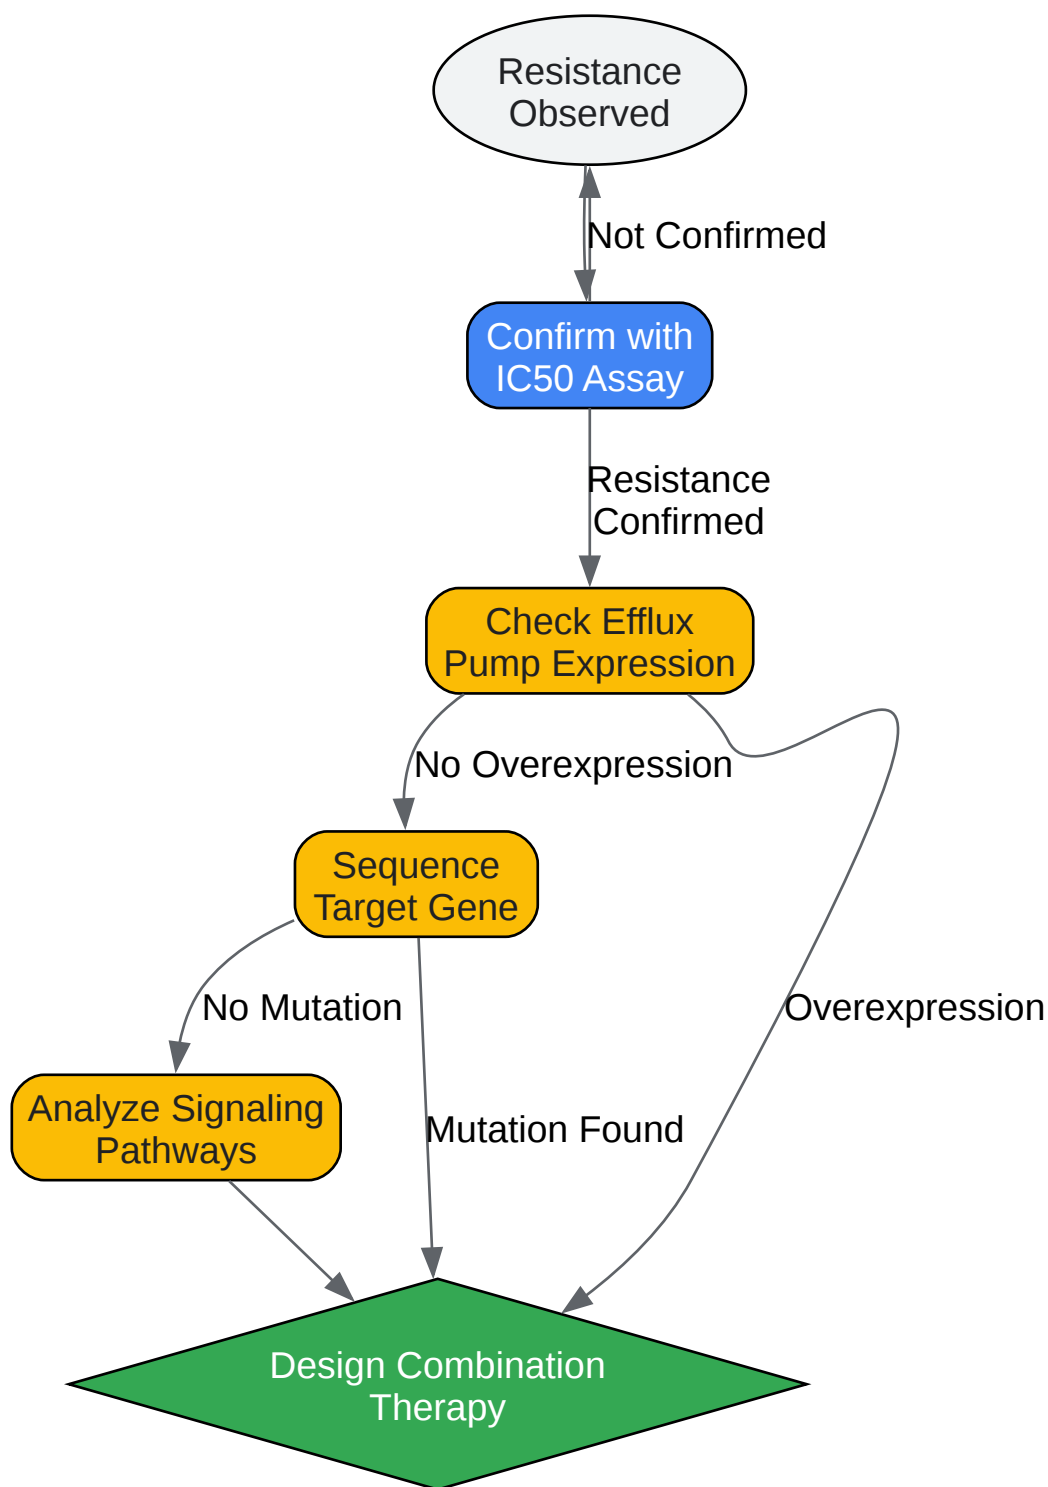 Resistance
Observed
Not Confirmed
Confirm with
IC50 Assay
Resistance
Confirmed
Check Efflux
Pump Expression
No Overexpression
Sequence
Target Gene
No Mutation
Overexpression
Analyze Signaling
Pathways
Mutation Found
Design Combination
Therapy